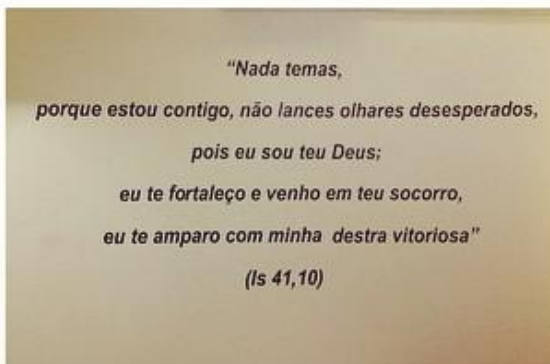 “Nada temas,
porque estou contigo, não lances olhares desesperados,
pois eu sou teu Deus;
eu te fortaleço e venho em teu socorro,
eu te amparo com minha destra vitoriosa”
(Is 41,10)